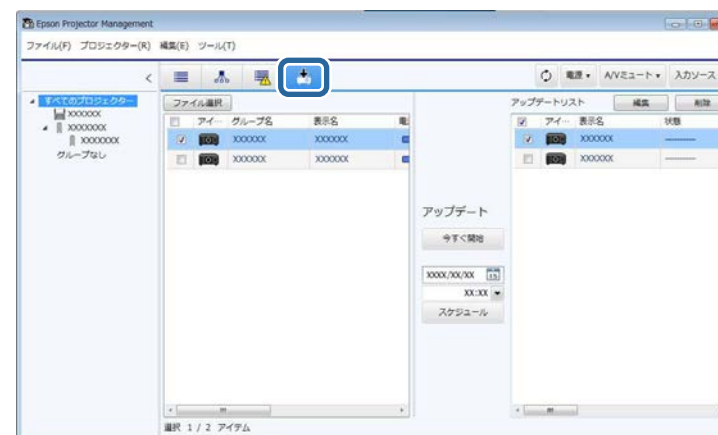 Epson Projector Management
ファイル(F) プロジェクター(R) 編集(E) ツール(T)
電源 A/Vミュート 入力ソース
すべてのプロジェクター
XXXXXX
XXXXXXX
XXXXXXX
グループなし
ファイル選択
アイ… グループ名 表示名 電
XXXXXX XXXXXX
XXXXXX XXXXXX
選択 1 / 2 アイテム
アップデート
今すぐ開始
XXXX/XX/XX 15
XX:XX
スケジュール
アップデートリスト 編集 削除
アイ… 表示名 状態
XXXXXX ―――
XXXXXX ―――